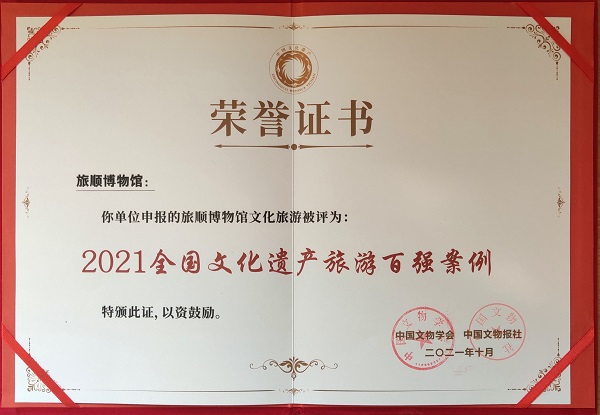 荣誉证书
旅顺博物馆：
你单位申报的旅顺博物馆文化旅游被评为：
2021全国文化遗产旅游百强案例
特颁此证，以资鼓励。
中国文物学会 中国文物报社
二〇二一年十月